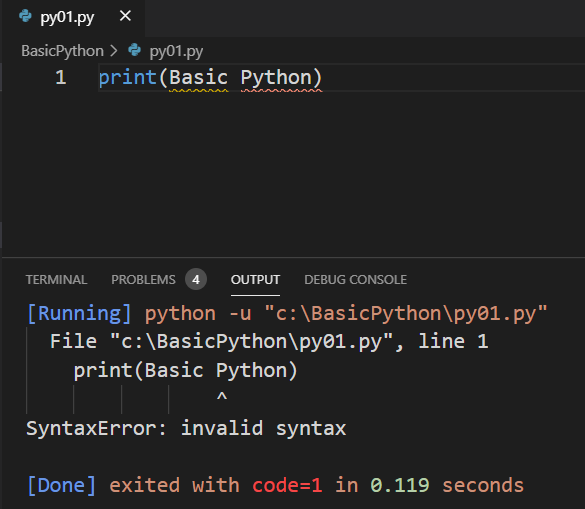 py01.py
BasicPython > py01.py
1 print(Basic Python)
TERMINAL PROBLEMS 4 OUTPUT DEBUG CONSOLE
[Running] python -u "c:\BasicPython\py01.py"
File "c:\BasicPython\py01.py", line 1
print(Basic Python)
^
SyntaxError: invalid syntax
[Done] exited with code=1 in 0.119 seconds